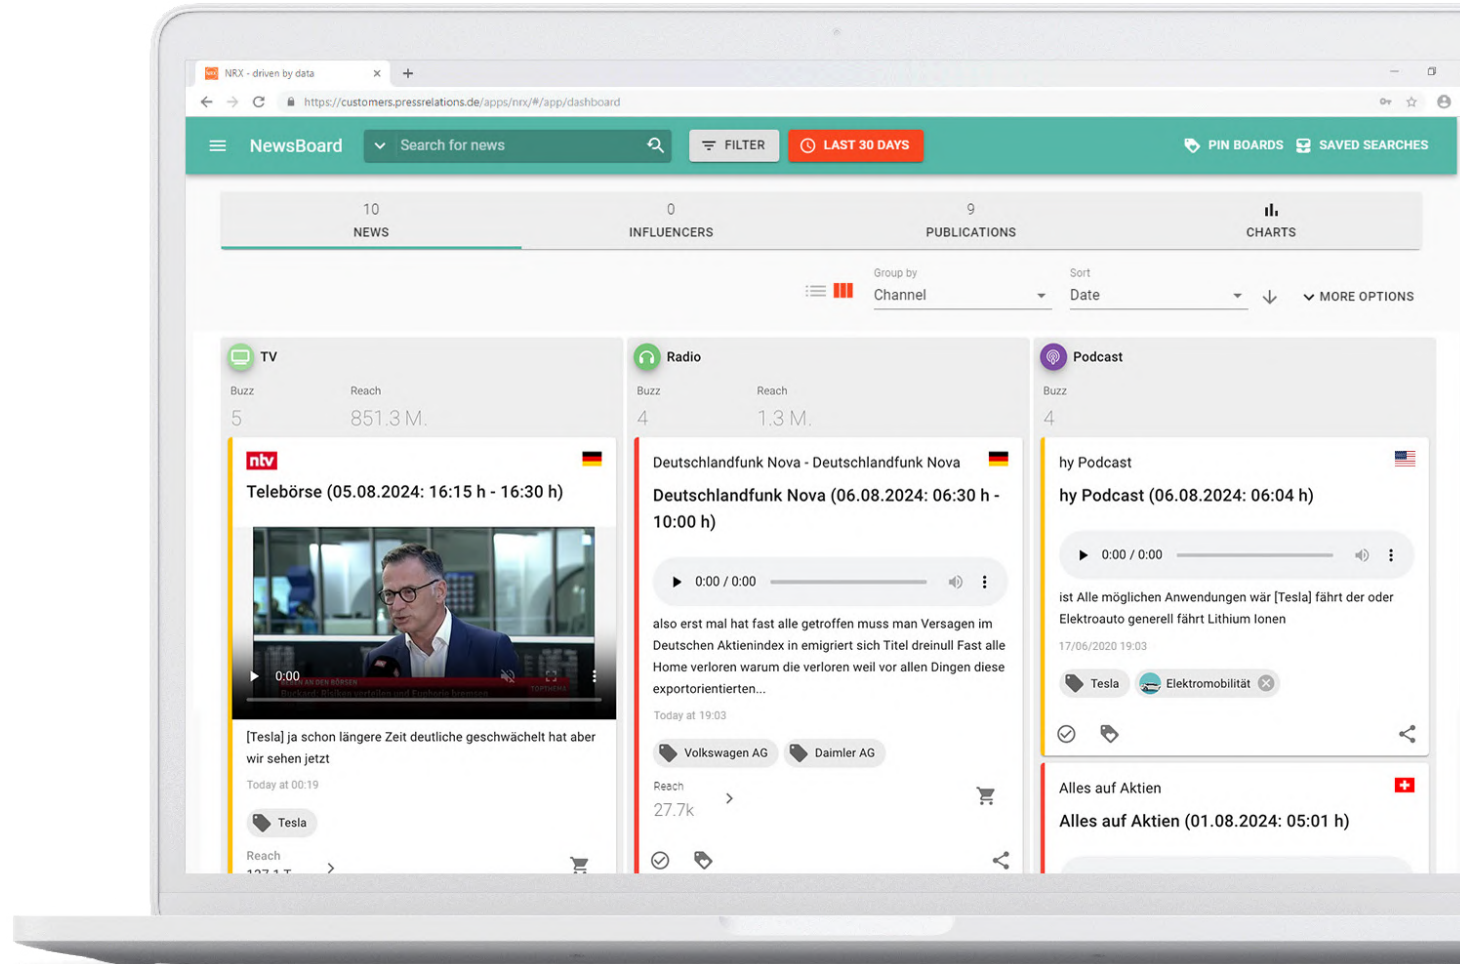 NRX - driven by data
https://customers.pressrelations.de/apps/nrx/#/app/dashboard
NewsBoard
Search for news
FILTER
LAST 30 DAYS
PIN BOARDS
SAVED SEARCHES
10
NEWS
0
INFLUENCERS
9
PUBLICATIONS
CHARTS
Group by
Channel
Sort
Date
MORE OPTIONS
TV
Buzz
Reach
5
851.3 M.
ntv
Telebörse (05.08.2024: 16:15 h - 16:30 h)
0:00
TOPTHEMA
[Tesla] ja schon längere Zeit deutliche geschwächelt hat aber
wir sehen jetzt
Today at 00:19
Tesla
Reach
Radio
Buzz
Reach
4
1.3 M.
Deutschlandfunk Nova - Deutschlandfunk Nova
Deutschlandfunk Nova (06.08.2024: 06:30 h -
10:00 h)
0:00 / 0:00
also erst mal hat fast alle getroffen muss man Versagen im
Deutschen Aktienindex in emigriert sich Titel dreinull Fast alle
Home verloren warum die verloren weil vor allen Dingen diese
exportorientierten...
Today at 19:03
Volkswagen AG
Daimler AG
Reach
27.7k
Podcast
Buzz
4
hy Podcast
hy Podcast (06.08.2024: 06:04 h)
0:00 / 0:00
ist Alle möglichen Anwendungen wär [Tesla] fährt der oder
Elektroauto generell fährt Lithium Ionen
17/06/2020 19:03
Tesla
Elektromobilität
Alles auf Aktien
Alles auf Aktien (01.08.2024: 05:01 h)